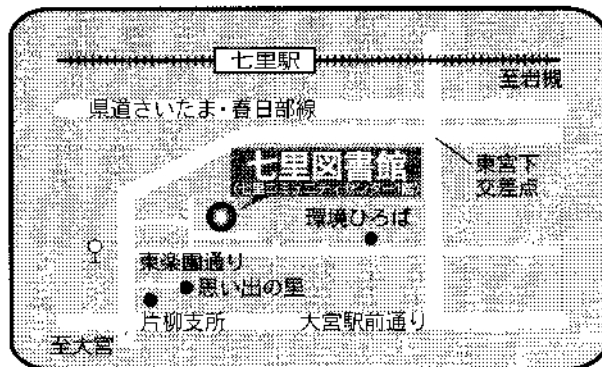 七里駅
至岩槻
県道さいたま・春日部線
七里図書館
東宮下
交差点
環境ひろば
東楽園通り
思い出の里
片柳支所
大宮駅前通り
至大宮